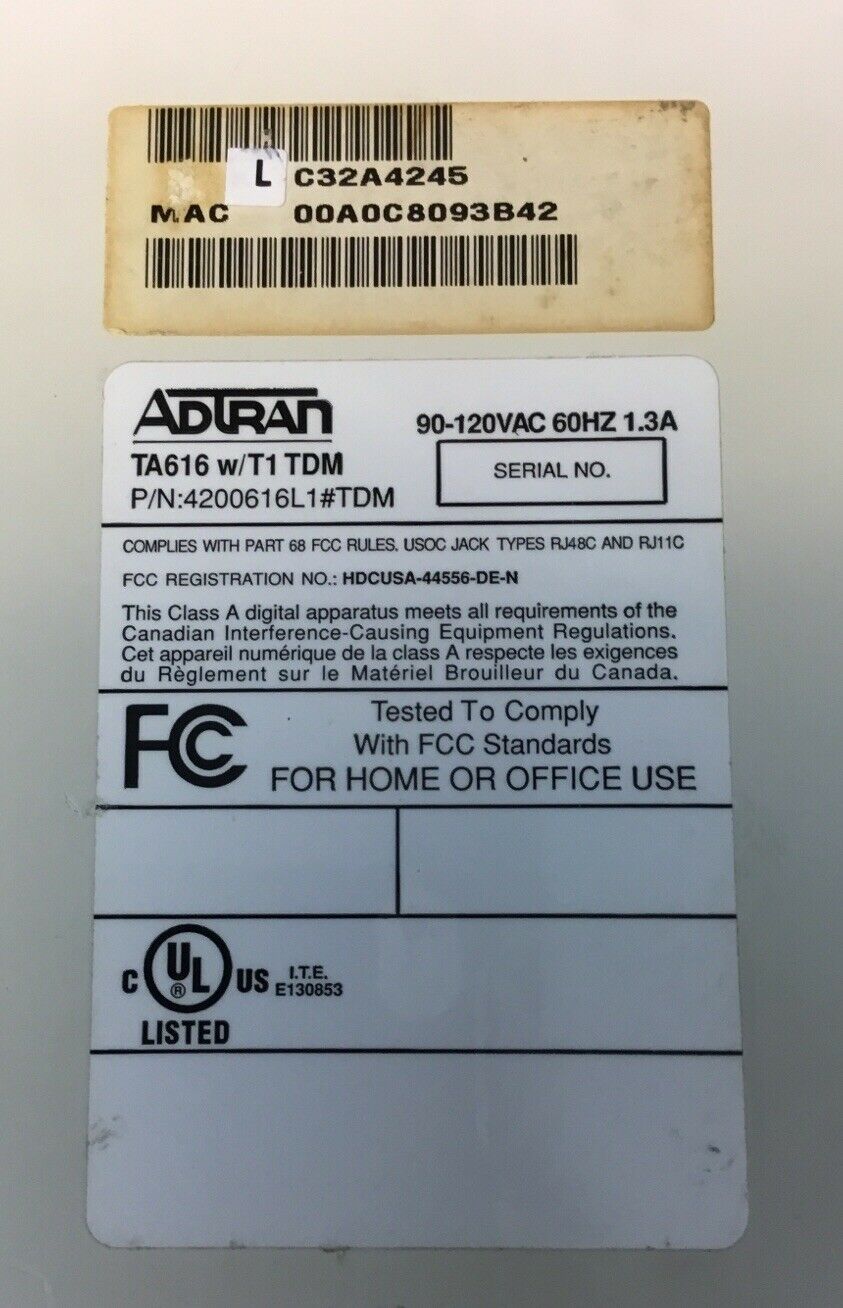 L C32A4245
MAC 00A0C8093B42
ADTRAN
90-120VAC 60HZ 1.3A
TA616 w/T1 TDM
SERIAL NO.
P/N:4200616L1#TDM
COMPLIES WITH PART 68 FCC RULES. USOC JACK TYPES RJ48C AND RJ11C
FCC REGISTRATION NO.: HDCUSA-44556-DE-N
This Class A digital apparatus meets all requirements of the
Canadian Interference-Causing Equipment Regulations.
Cet appareil numérique de la class A respecte les exigences
du Règlement sur le Matériel Brouilleur du Canada.
FC
Tested To Comply
With FCC Standards
FOR HOME OR OFFICE USE
C UL ® US I.T.E.
E130853
LISTED